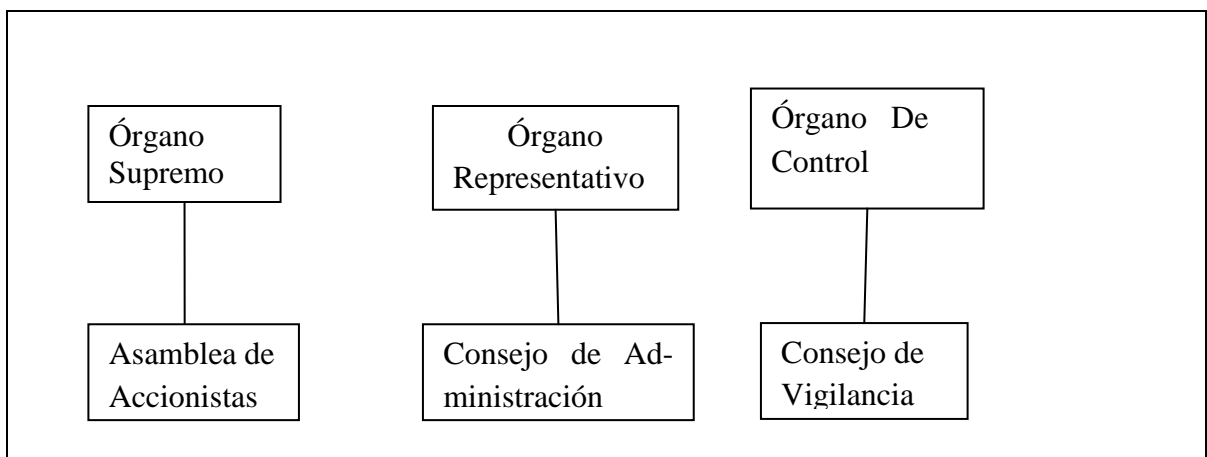 Órgano
Supremo
Órgano
Representativo
Órgano De
Control
Asamblea de
Accionistas
Consejo de Ad-
ministración
Consejo de
Vigilancia